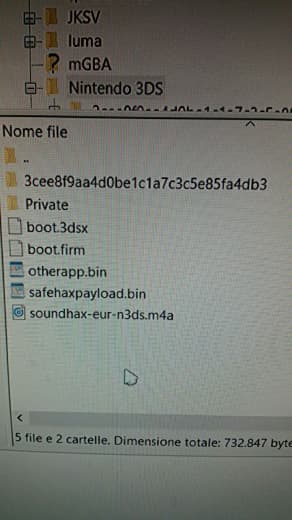 JKSV
luma
mGBA
Nintendo 3DS
Nome file
..
3cee8f9aa4d0be1c1a7c3c5e85fa4db3
Private
boot.3dsx
boot.firm
otherapp.bin
safehaxpayload.bin
soundhax-eur-n3ds.m4a
5 file e 2 cartelle. Dimensione totale: 732.847 byte